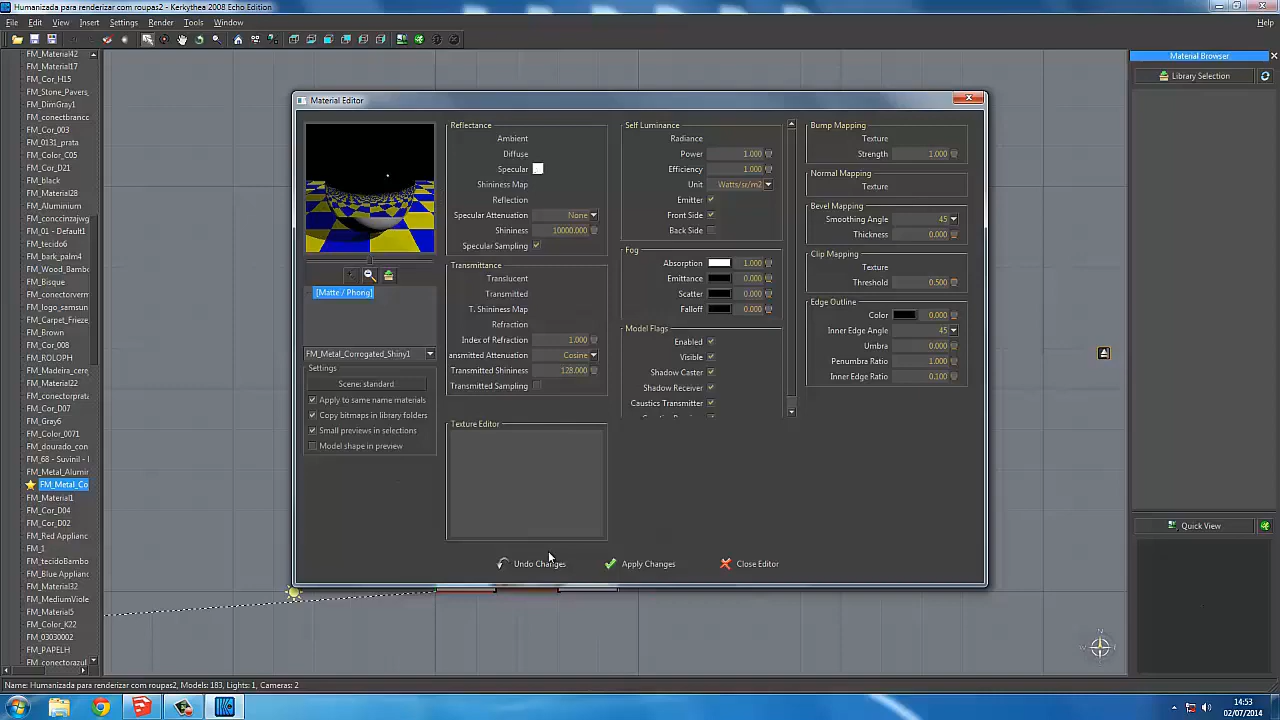 Humanizada para renderizar com roupas2 - Kerkythea 2008 Echo Edition
File Edit View Insert Settings Render Tools Window Help
FM_Material42
FM_Material17
FM_Cor_H15
FM_Stone_Pavers_
FM_DimGray1
FM_conectbranco
FM_Cor_003
FM_0131_prata
FM_Color_C05
FM_Cor_D21
FM_black
FM_Material28
FM_Aluminium
FM_conccinzajwg
FM_01 - Default1
FM_tecido6
FM_bark_palm4
FM_Wood_Bambo
FM_Bisque
FM_conectorverm
FM_logo_samsun
FM_Carpet_Frieze
FM_Brown
FM_Cor_008
FM_ROLOPH
FM_Madeira_cere
FM_Material22
FM_conectorprata
FM_Cor_D07
FM_Gray6
FM_Color_0071
FM_dourado_con
FM_68 - Suvinil - I
FM_Metal_Alumir
FM_Metal_Co
FM_Material1
FM_Cor_D04
FM_Cor_D02
FM_Red Applianc
FM_1
FM_tecidoBambo
FM_Blue Applianc
FM_Material32
FM_MediumViole
FM_Material5
FM_Color_K22
FM_03030002
FM_PAPELH
FM_conectorazul
Material Editor
[Matte / Phong]
FM_Metal_Corrogated_Shiny1
Settings
Scene: standard
Apply to same name materials
Copy bitmaps in library folders
Small previews in selections
Model shape in preview
Reflectance
Ambient
Diffuse
Specular
Shininess Map
Reflection
Specular Attenuation None
Shininess 10000,000
Specular Sampling
Transmittance
Translucent
Transmitted
T. Shininess Map
Refraction
Index of Refraction 1.000
ansmitted Attenuation Cosine
Transmitted Shininess 128.000
Transmitted Sampling
Texture Editor
Self Luminance
Radiance
Power 1.000
Efficiency 1.000
Unit Watts/sr/m2
Emitter
Front Side
Back Side
Fog
Absorption 1.000
Emittance 0.000
Scatter 0.000
Falloff 0.000
Model Flags
Enabled
Visible
Shadow Caster
Shadow Receiver
Caustics Transmitter
Bump Mapping
Texture
Strength 1.000
Normal Mapping
Texture
Bevel Mapping
Smoothing Angle 45
Thickness 0.000
Clip Mapping
Texture
Threshold 0.500
Edge Outline
Color 0.000
Inner Edge Angle 45
Umbra 0.000
Penumbra Ratio 1.000
Inner Edge Ratio 0.100
Undo Changes Apply Changes Close Editor
Material Browser
Library Selection
Quick View
N
Name: Humanizada para renderizar com roupas2, Models: 183, Lights: 1, Cameras: 2
14:53
02/07/2014